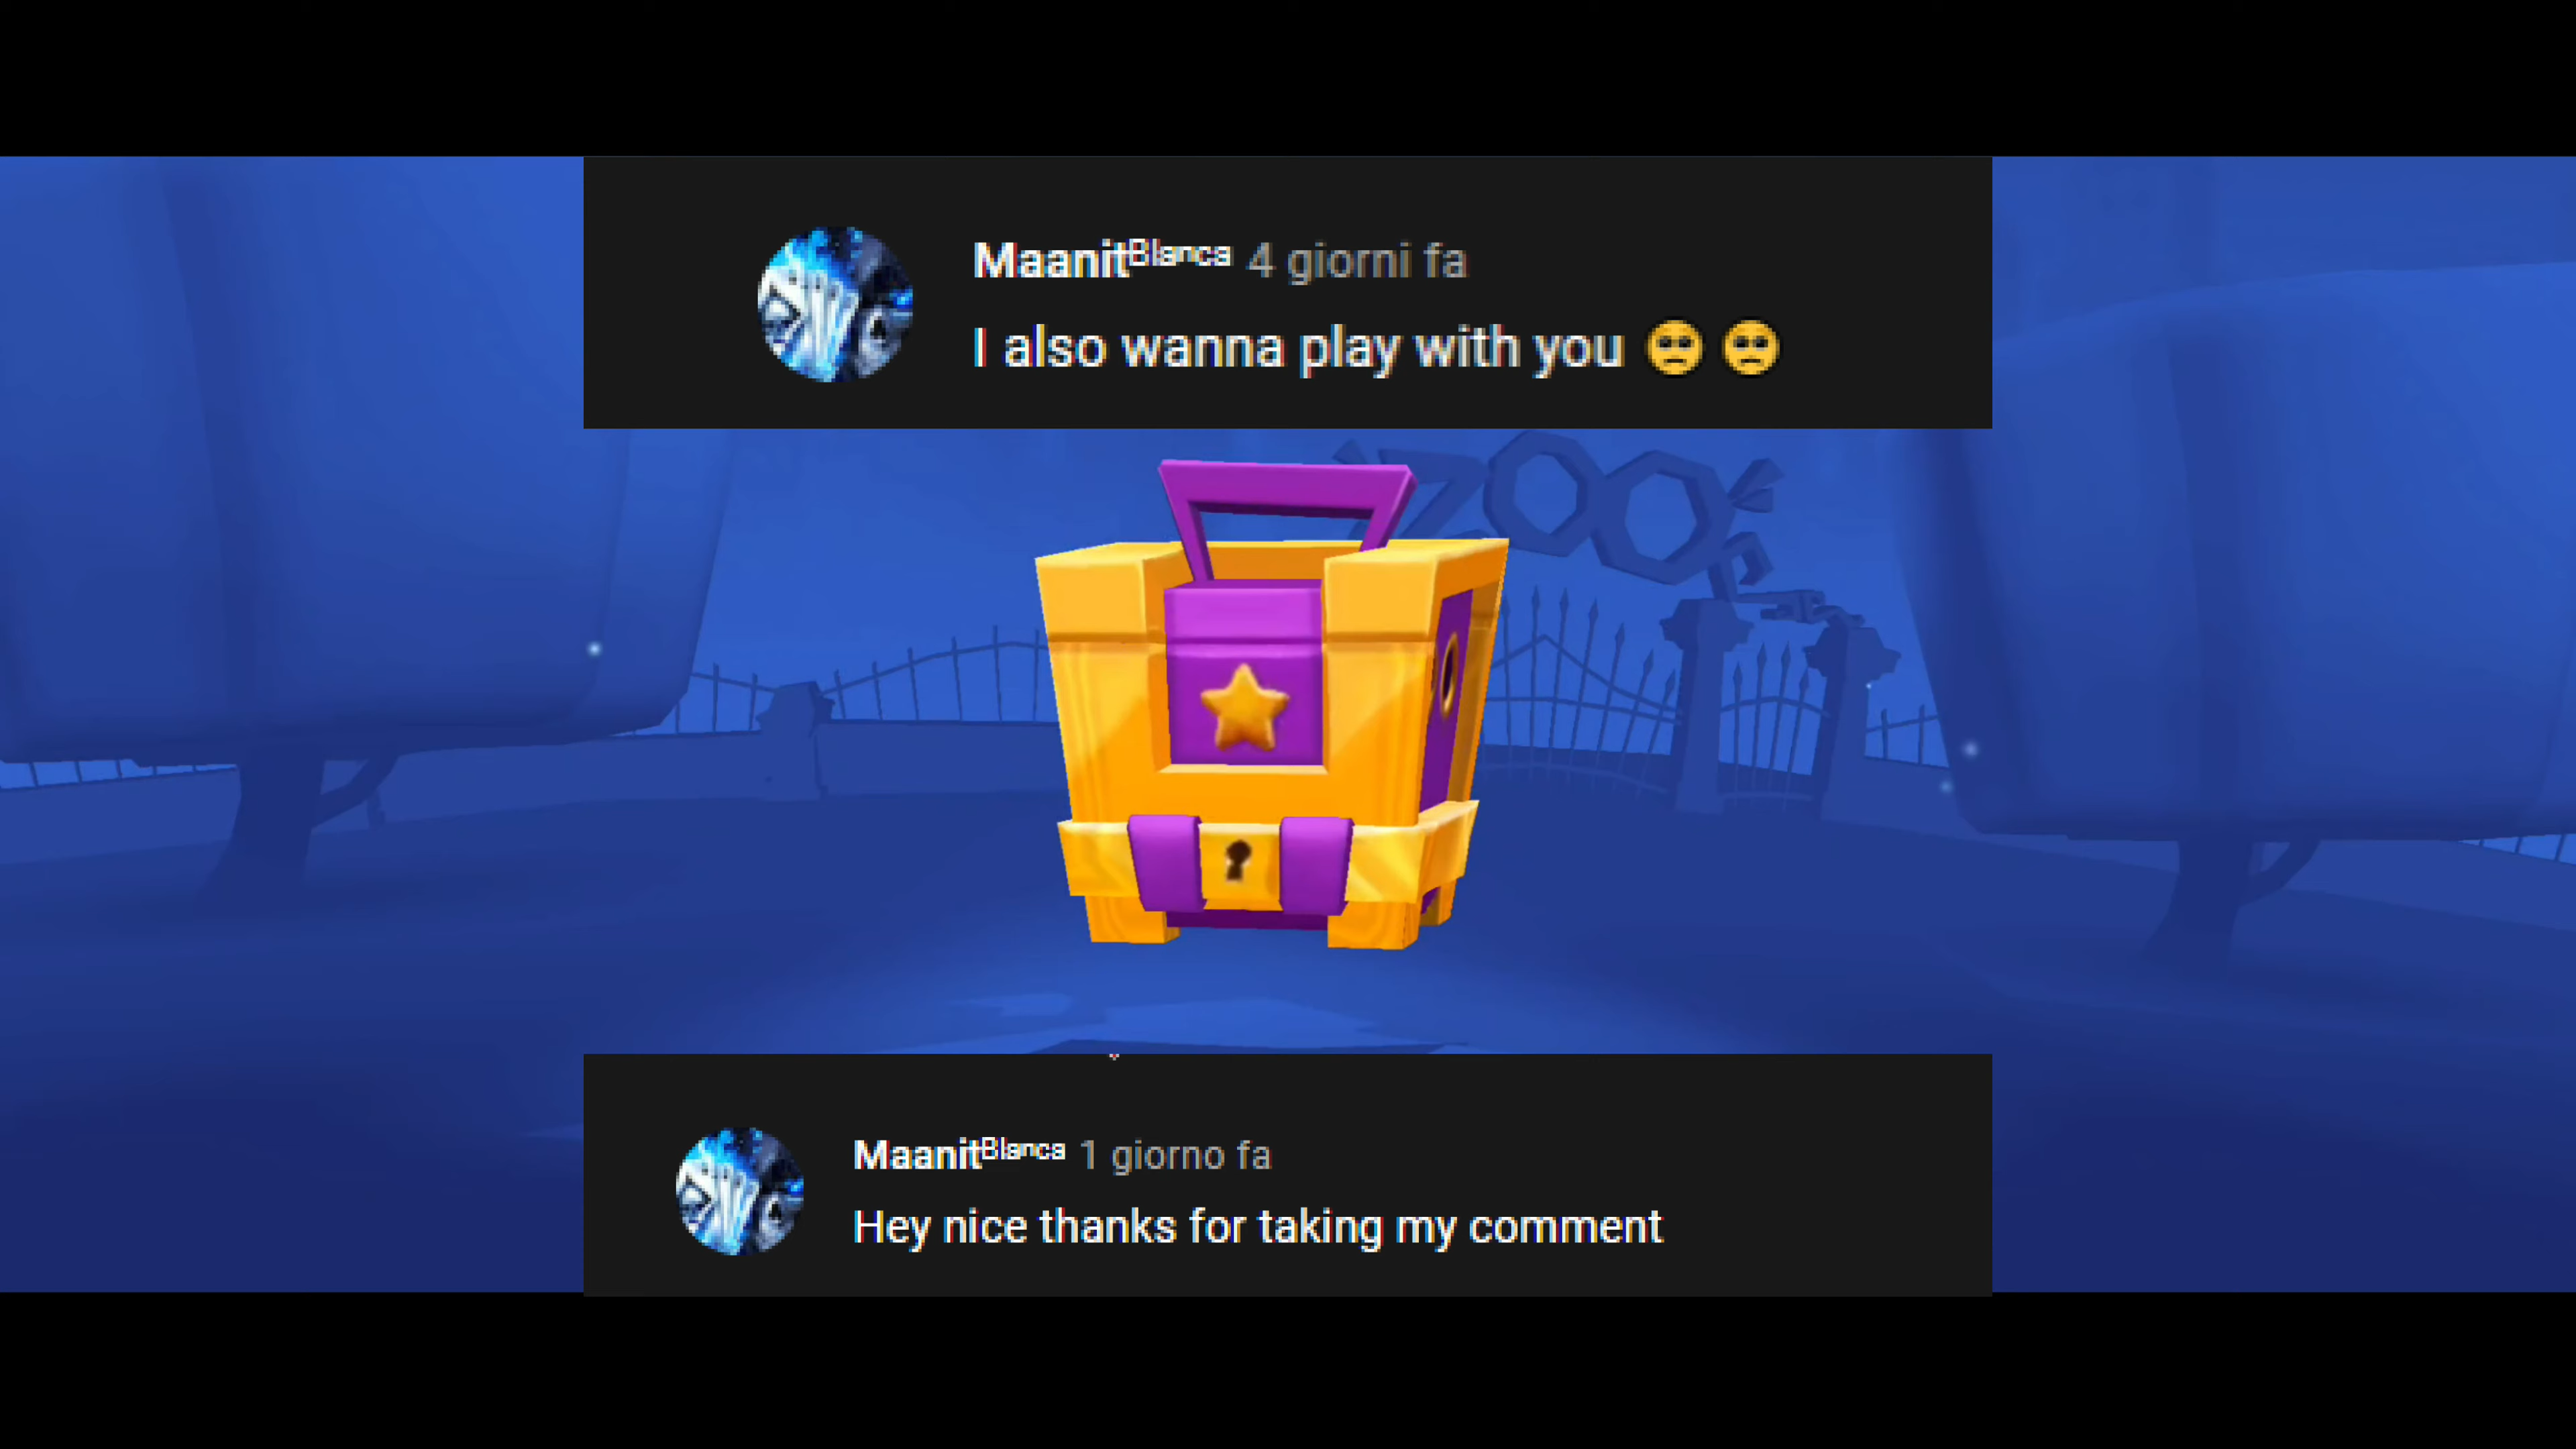 Maanitᴮˡᵃⁿᶜᵃ 4 giorni fa
I also wanna play with you 😔 😔
ZOO
Maanitᴮˡᵃⁿᶜᵃ 1 giorno fa
Hey nice thanks for taking my comment